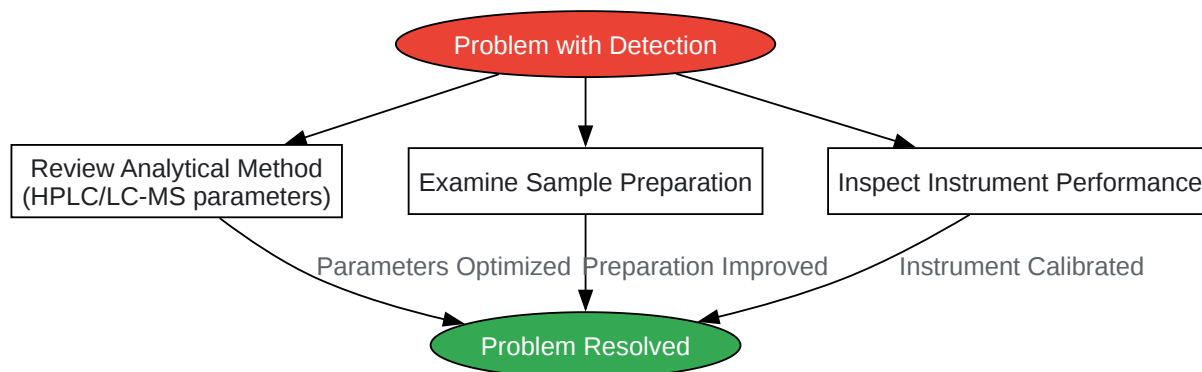 Problem with Detection
Review Analytical Method
(HPLC/LC-MS parameters)
Examine Sample Preparation
Inspect Instrument Performance
Parameters Optimized
Preparation Improved
Instrument Calibrated
Problem Resolved